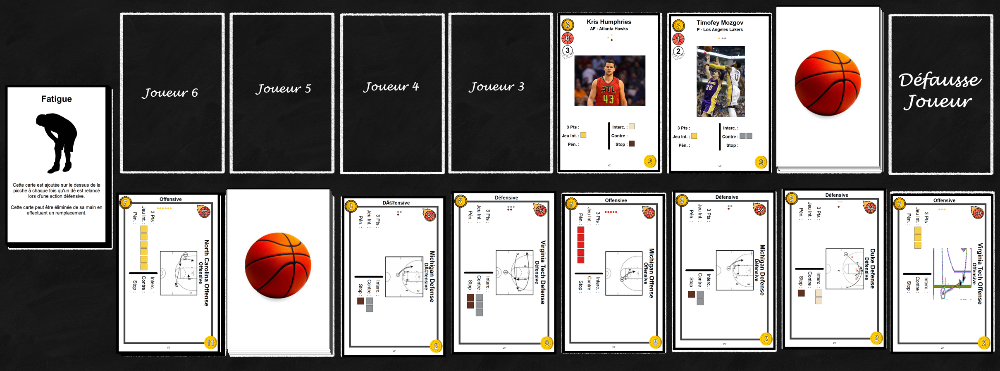 Fatigue
Cette carte est ajoutée sur le dessus de la
pioche à chaque fois qu'un dé est relancé
lors d'une action défensive.
Cette carte peut être éliminée de sa main en
effectuant un remplacement.
Joueur 6
Joueur 5
Joueur 4
Joueur 3
3
0
3
Kris Humphries
AF - Atlanta Hawks
ATL
43
3 Pts :
Jeu Int. :
Pén. :
Interc. :
Contre :
Stop :
3
V2
3
1
2
Timofey Mozgov
P - Los Angeles Lakers
20
13
3 Pts :
Jeu Int. :
Pén. :
Interc. :
Contre :
Stop :
3
V2
Défausse
Joueur
Offensive
7
11
North Carolina Offense
Offensive
3 Pts :
Jeu Int. :
Pén. :
Interc. :
Contre :
Stop :
11
V2
DÃ©fensive
3
3
Michigan Defense
DÃ©fensive
3 Pts :
Jeu Int. :
Pén. :
Interc. :
Contre :
Stop :
2
V2
Défensive
6
7
Virginia Tech Defense
Défensive
3 Pts :
Jeu Int. :
Pén. :
Interc. :
Contre :
Stop :
8
V2
Offensive
6
9
Michigan Offense
Offensive
3 Pts :
Jeu Int. :
Pén. :
Interc. :
Contre :
Stop :
8
V2
Défensive
3
3
Michigan Defense
Défensive
3 Pts :
Jeu Int. :
Pén. :
Interc. :
Contre :
Stop :
2
V2
Défensive
3
3
Duke Defense
Défensive
3 Pts :
Jeu Int. :
Pén. :
Interc. :
Contre :
Stop :
2
V2
Offensive
3
5
Virginia Tech Offense
Offensive
3 Pts :
Jeu Int. :
Pén. :
Interc. :
Contre :
Stop :
2
V2